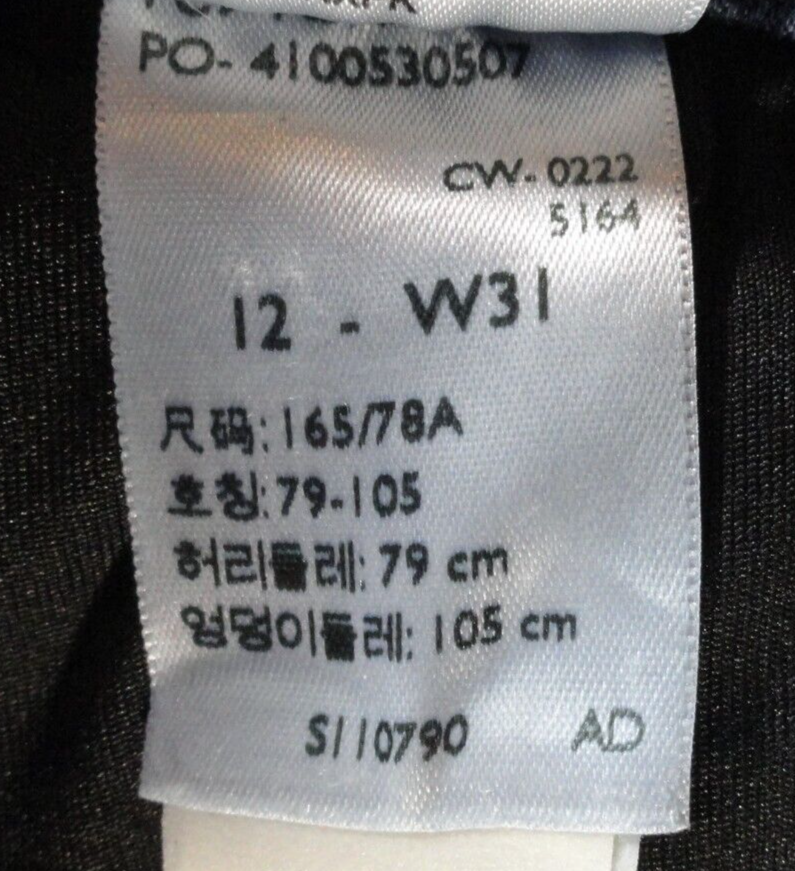 PO- 4100530507
CW- 0222
5164
12 - W31
尺码: 165/78A
호칭: 79-105
허리둘레: 79 cm
엉덩이둘레: 105 cm
S110790 AD